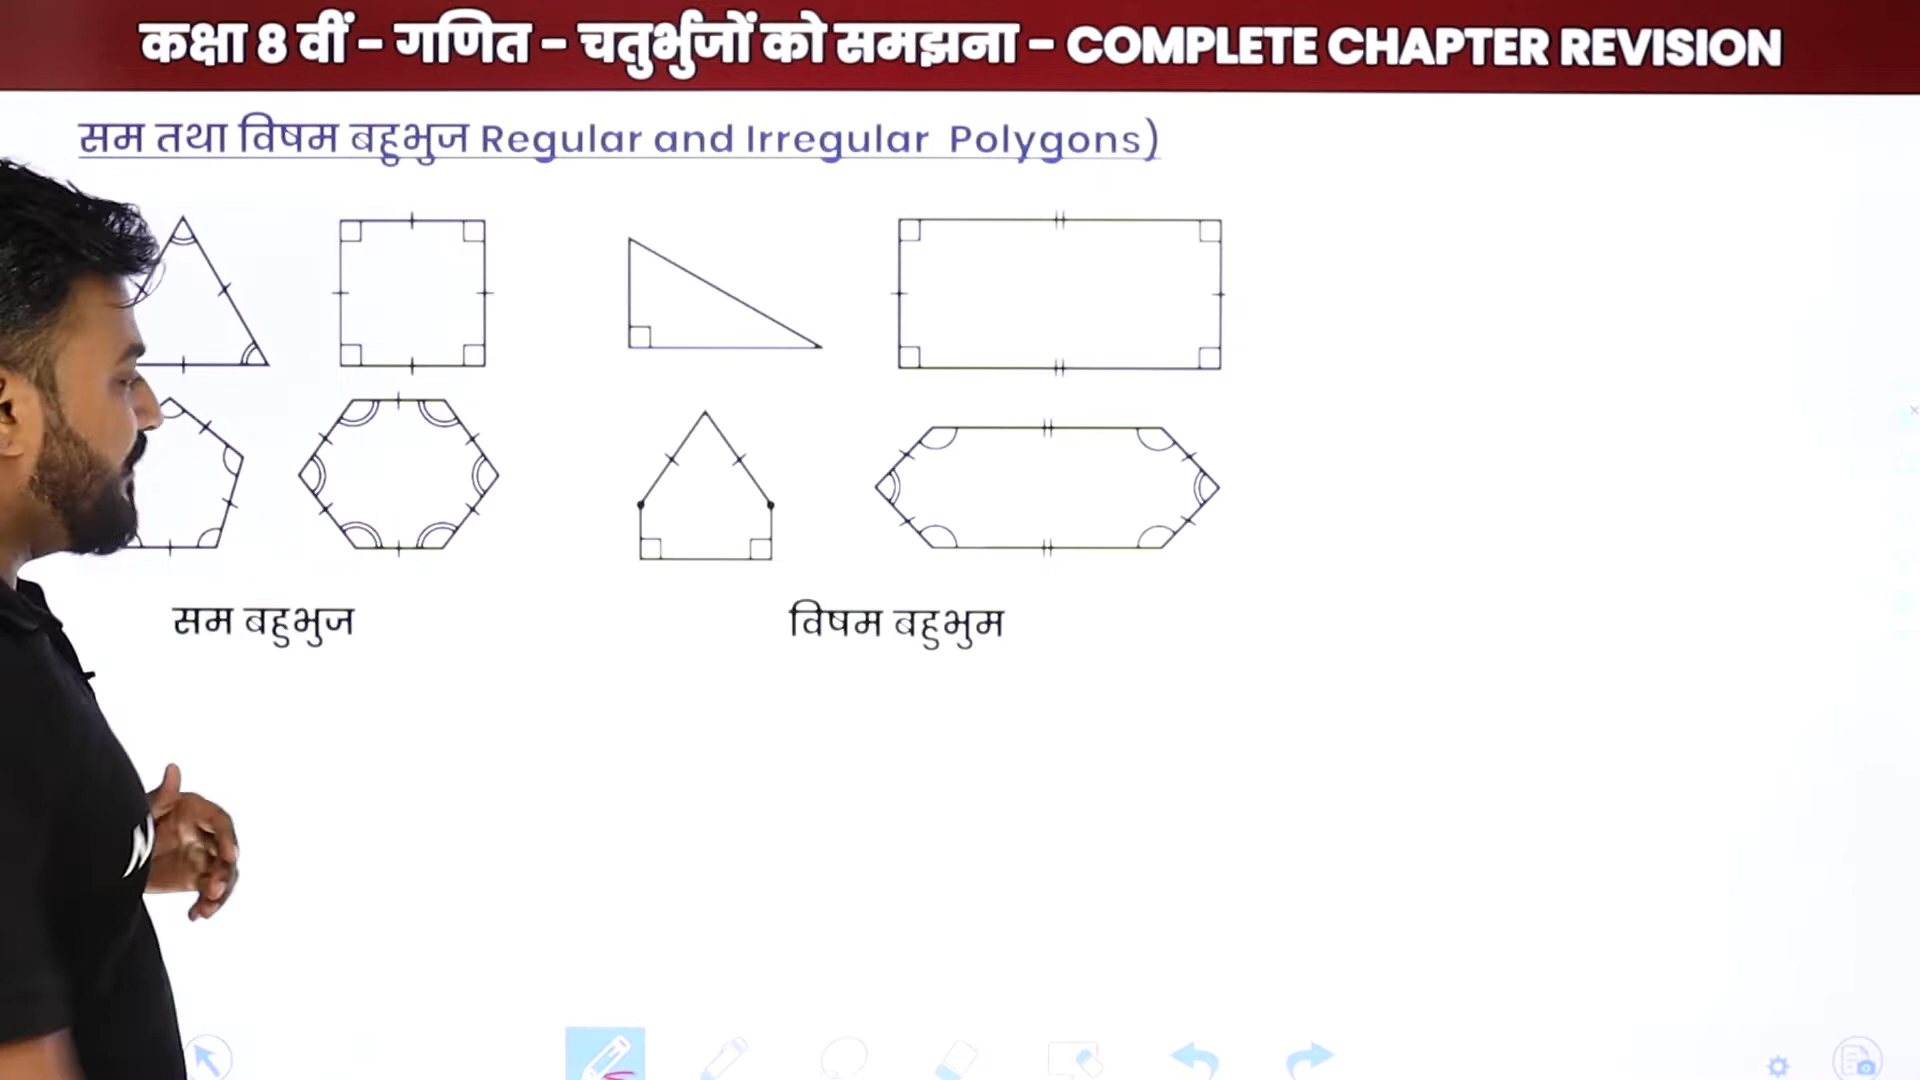 कक्षा 8 वीं - गणित - चतुर्भुजों को समझना - COMPLETE CHAPTER REVISION
सम तथा विषम बहुभुज Regular and Irregular Polygons)
सम बहुभुज
विषम बहुभुम